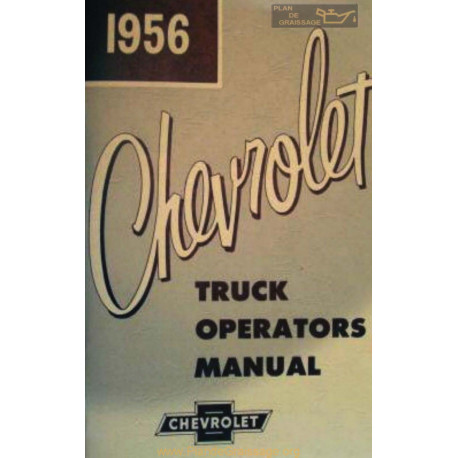 1956
PLAN
DE
GRAISSAGE
Chevrolet
TRUCK
OPERATORS
MANUAL
CHEVROLET